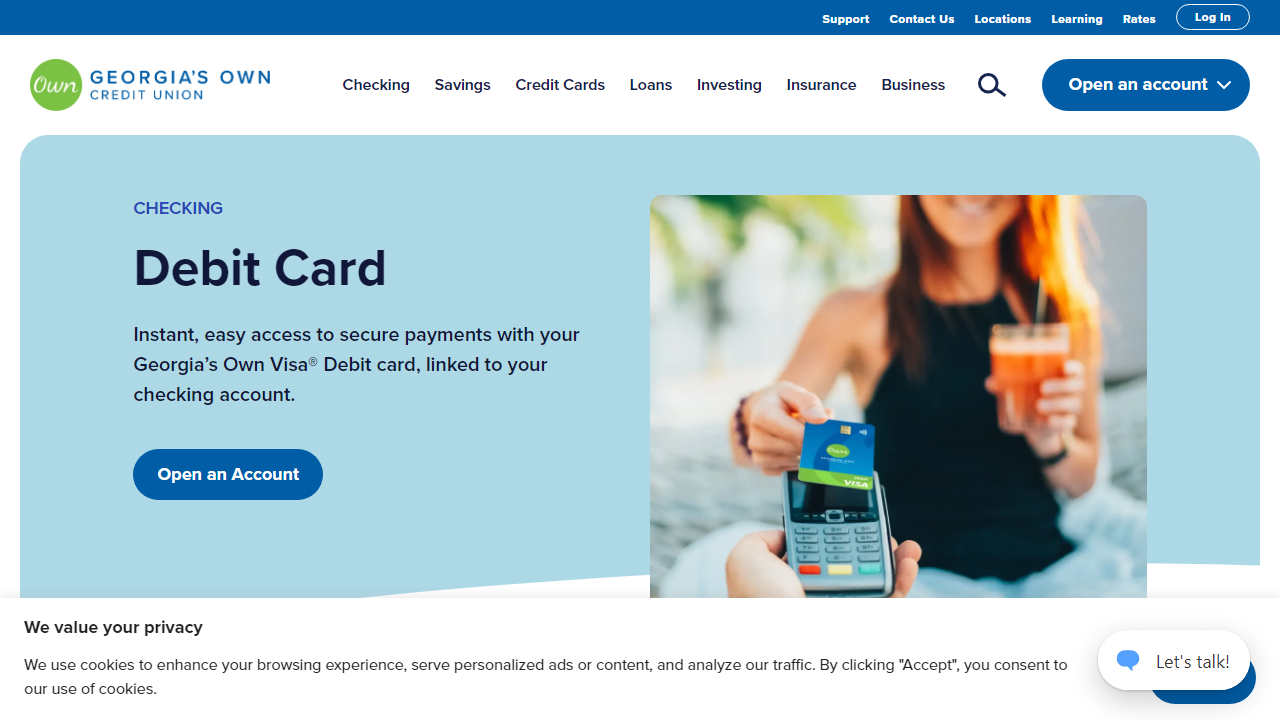 Support Contact Us Locations Learning Rates Log In
Own GEORGIA'S OWN
CREDIT UNION
Checking Savings Credit Cards Loans Investing Insurance Business Open an account
CHECKING
Debit Card
Instant, easy access to secure payments with your
Georgia’s Own Visa® Debit card, linked to your
checking account.
Open an Account
Own
VISA
We value your privacy
We use cookies to enhance your browsing experience, serve personalized ads or content, and analyze our traffic. By clicking "Accept", you consent to
our use of cookies.
Let's talk!